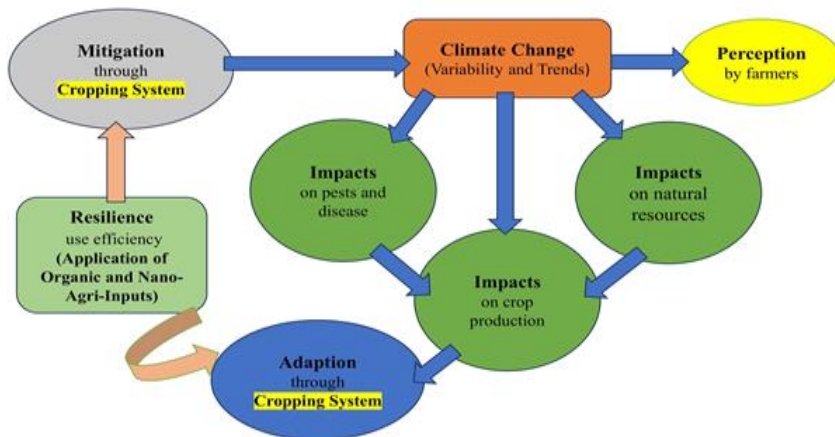 Mitigation
through
Cropping System
Climate Change
(Variability and Trends)
Perception
by farmers
Impacts
on pests and
disease
Impacts
on natural
resources
Resilience
use efficiency
(Application of
Organic and Nano-
Agri-Inputs)
Impacts
on crop
production
Adaption
through
Cropping System